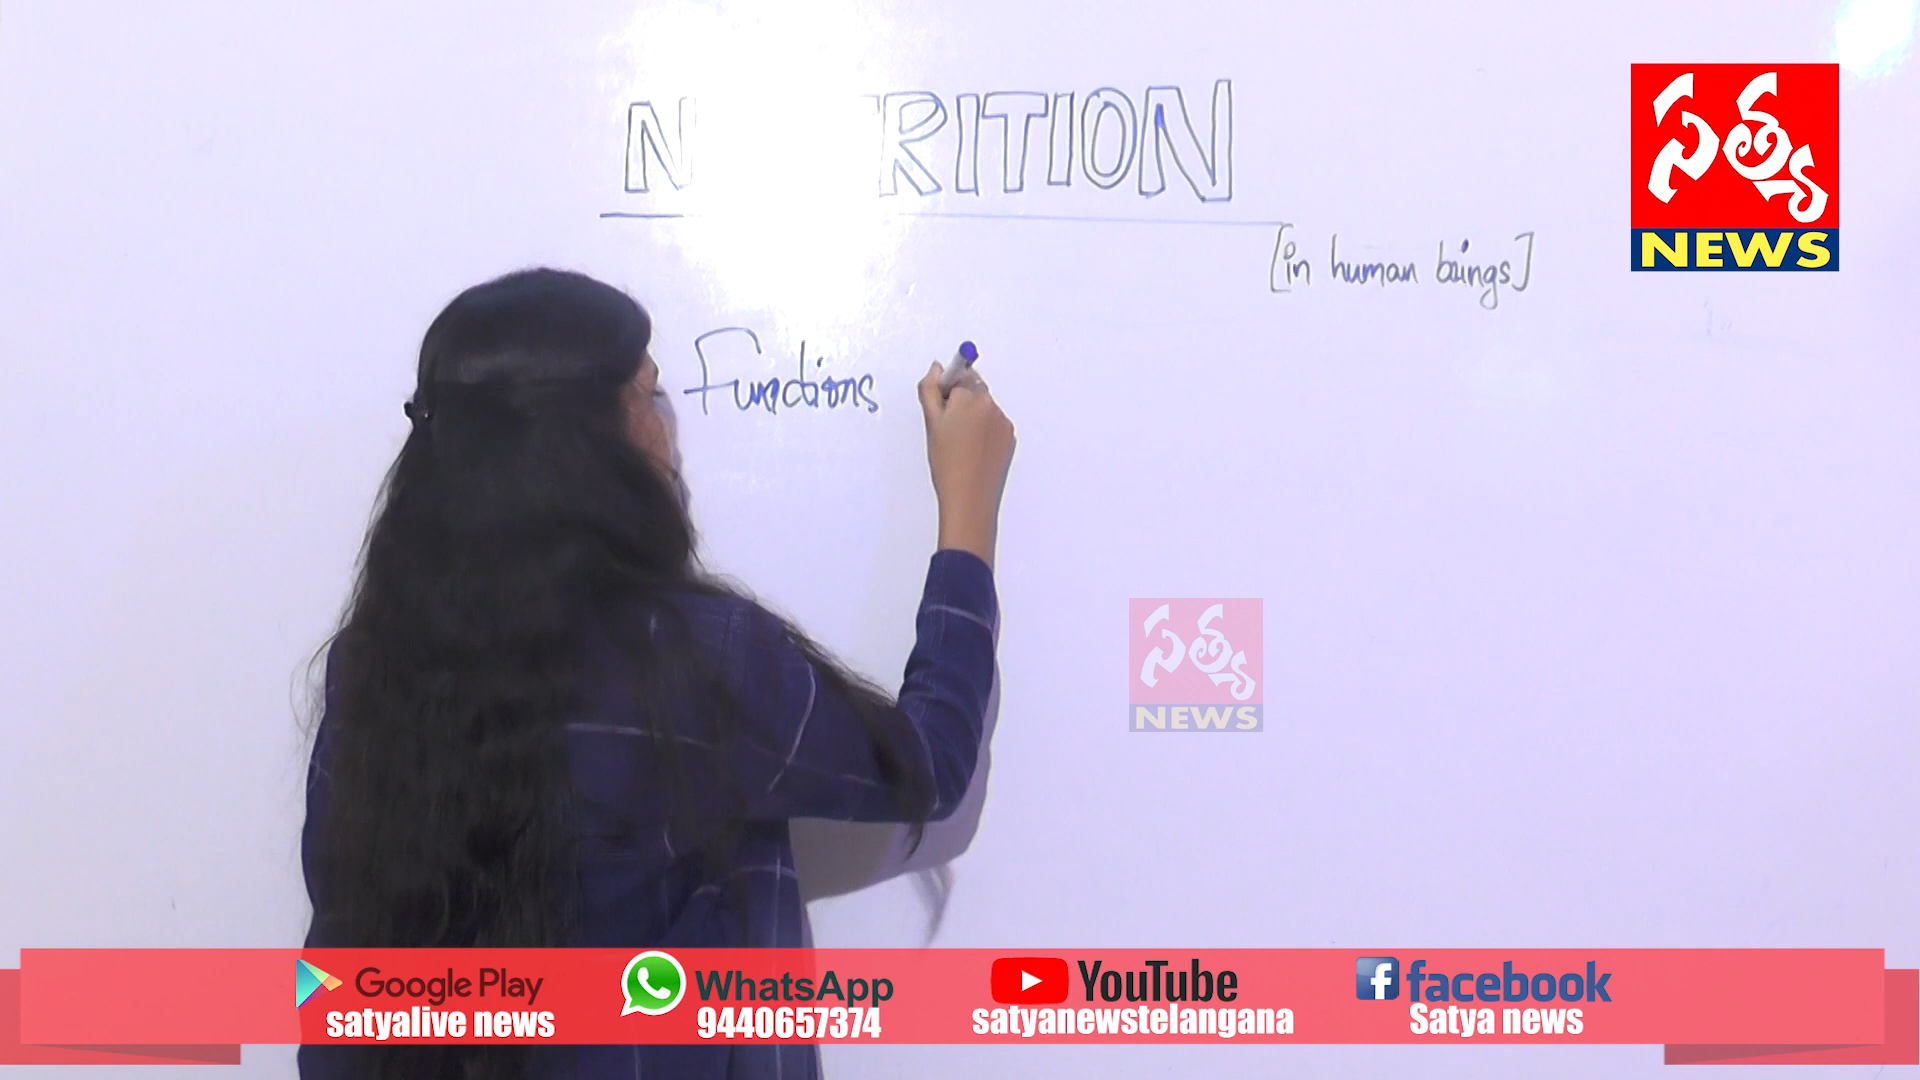 NUTRITION
[in human beings]
Functions
సత్య
NEWS
సత్య
NEWS
Google Play
satyalive news
WhatsApp
9440657374
YouTube
satyanewstelangana
facebook
Satya news